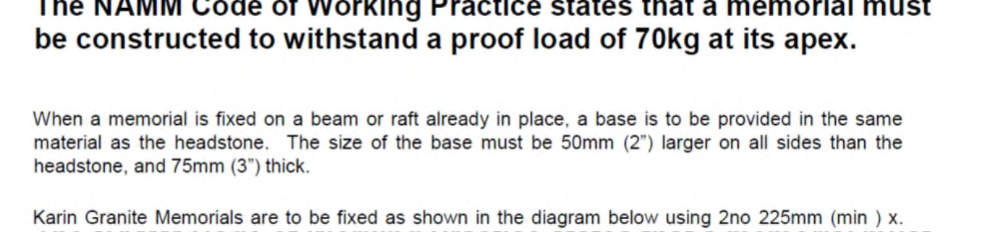 The NAMM Code of Working Practice states that a memorial must
be constructed to withstand a proof load of 70kg at its apex.
When a memorial is fixed on a beam or raft already in place, a base is to be provided in the same
material as the headstone. The size of the base must be 50mm (2”) larger on all sides than the
headstone, and 75mm (3”) thick.
Karin Granite Memorials are to be fixed as shown in the diagram below using 2no 225mm (min ) x.